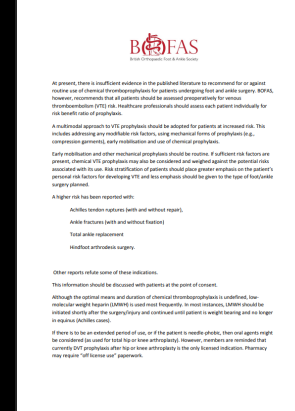 BOFAS
British Orthopaedic Foot & Ankle Society
At present, there is insufficient evidence in the published literature to recommend for or against
routine use of chemical thromboprophylaxis for patients undergoing foot and ankle surgery. BOFAS,
however, recommends that all patients should be assessed preoperatively for venous
thromboembolism (VTE) risk. Healthcare professionals should assess each patient individually for
risk benefit ratio of prophylaxis.
A multimodal approach to VTE prophylaxis should be adopted for patients at increased risk. This
includes addressing any modifiable risk factors, using mechanical forms of prophylaxis (e.g.,
compression garments), early mobilisation and use of chemical prophylaxis.
Early mobilisation and other mechanical prophylaxis should be routine. If sufficient risk factors are
present, chemical VTE prophylaxis may also be considered and weighed against the potential risks
associated with its use. Risk stratification of patients should place greater emphasis on the patient's
personal risk factors for developing VTE and less emphasis should be given to the type of foot/ankle
surgery planned.
A higher risk has been reported with:
Achilles tendon ruptures (with and without repair),
Ankle fractures (with and without fixation)
Total ankle replacement
Hindfoot arthrodesis surgery.
Other reports refute some of these indications.
This information should be discussed with patients at the point of consent.
Although the optimal means and duration of chemical thromboprophylaxis is undefined, low-
molecular weight heparin (LMWH) is used most frequently. In most instances, LMWH should be
initiated shortly after the surgery/injury and continued until patient is weight bearing and no longer
in equinus (Achilles cases).
If there is to be an extended period of use, or if the patient is needle-phobic, then oral agents might
be considered (as used for total hip or knee arthroplasty). However, members are reminded that
currently DVT prophylaxis after hip or knee arthroplasty is the only licensed indication. Pharmacy
may require "off license use" paperwork.